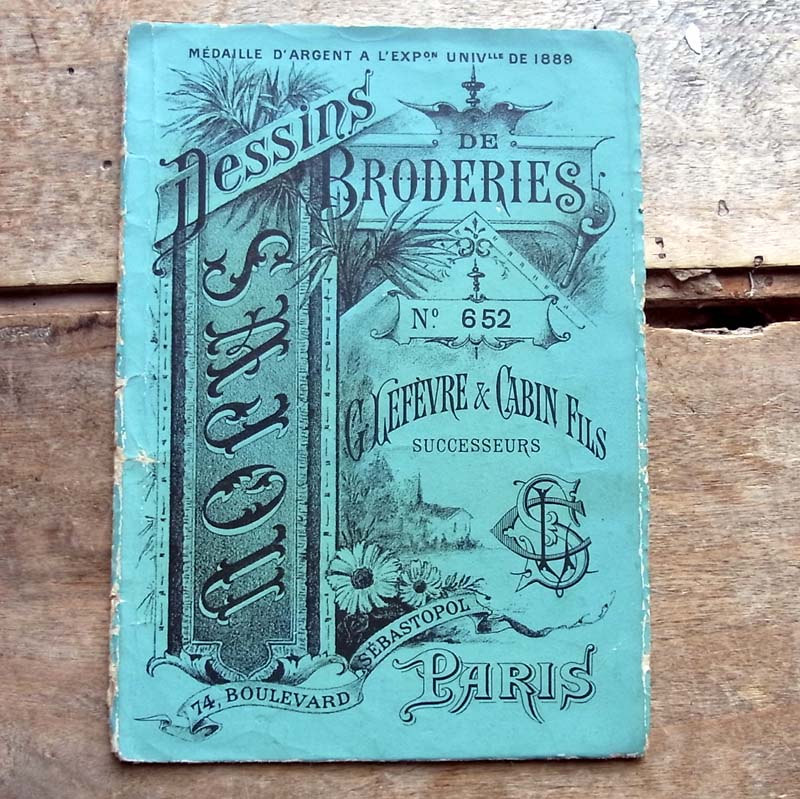 MÉDAILLE D'ARGENT A L'EXPON UNIVLLE DE 1889
Dessins
DE
BRODERIES
SAJOU
No 652
G. LEFÈVRE & CABIN FILS
SUCCESSEURS
74, BOULEVARD SÉBASTOPOL
PARIS